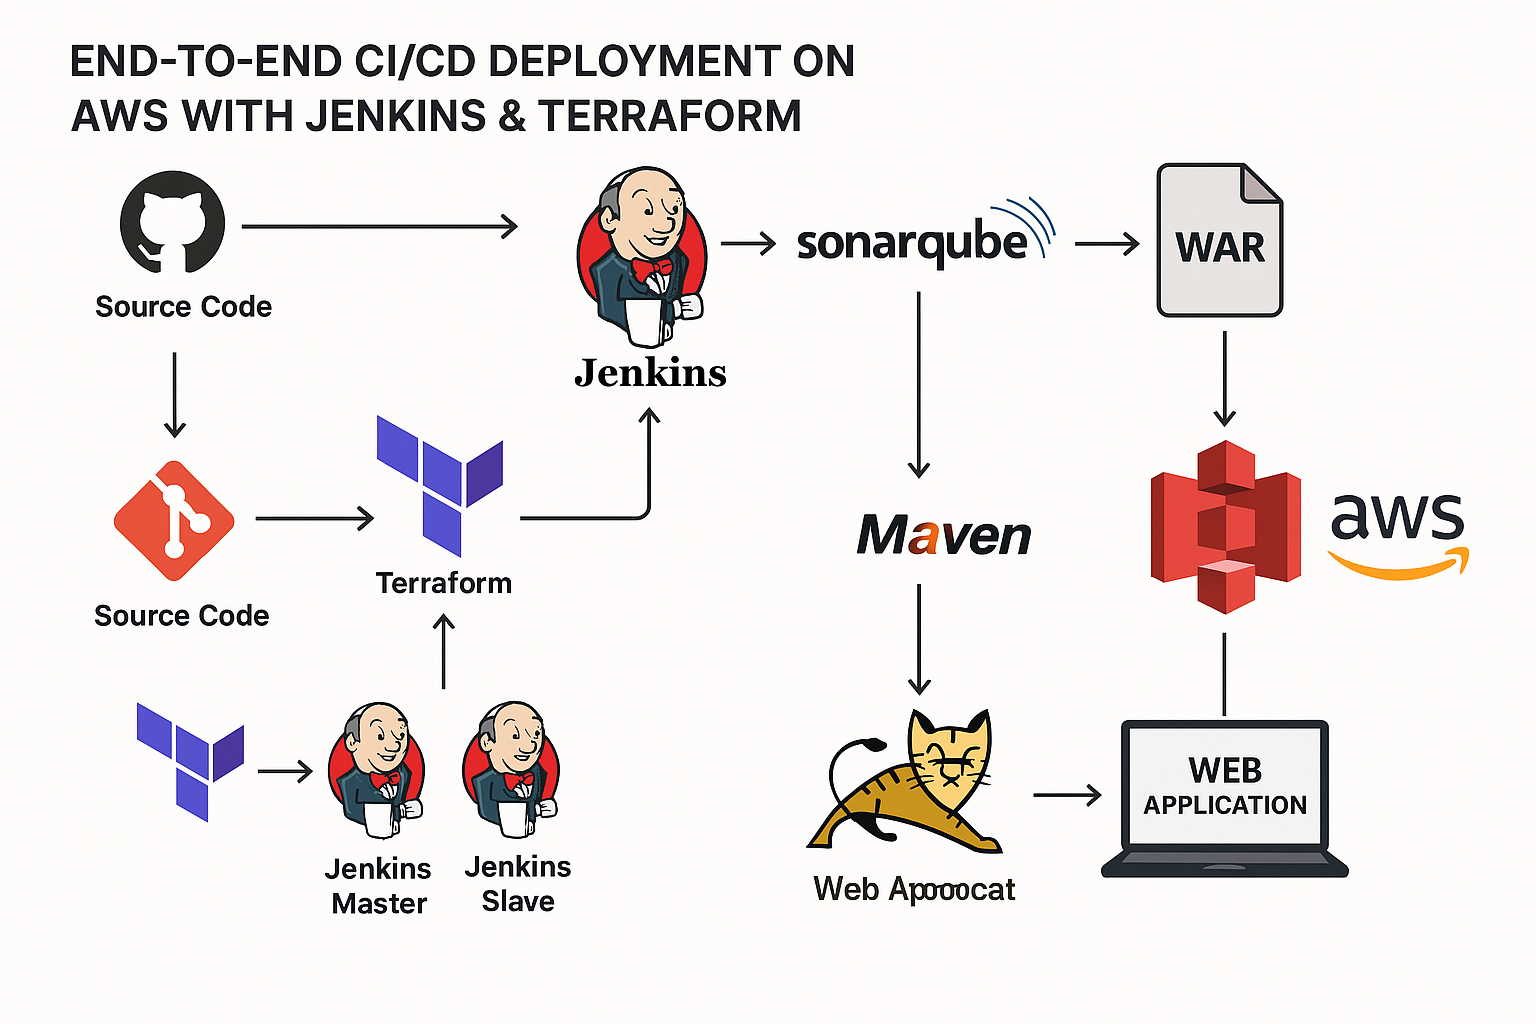 END-TO-END CI/CD DEPLOYMENT ON
AWS WITH JENKINS & TERRAFORM
Source Code
Jenkins
sonarqube
WAR
Source Code
Terraform
Maven
aws
Jenkins
Master
Jenkins
Slave
Web
WEB
APPLICATION